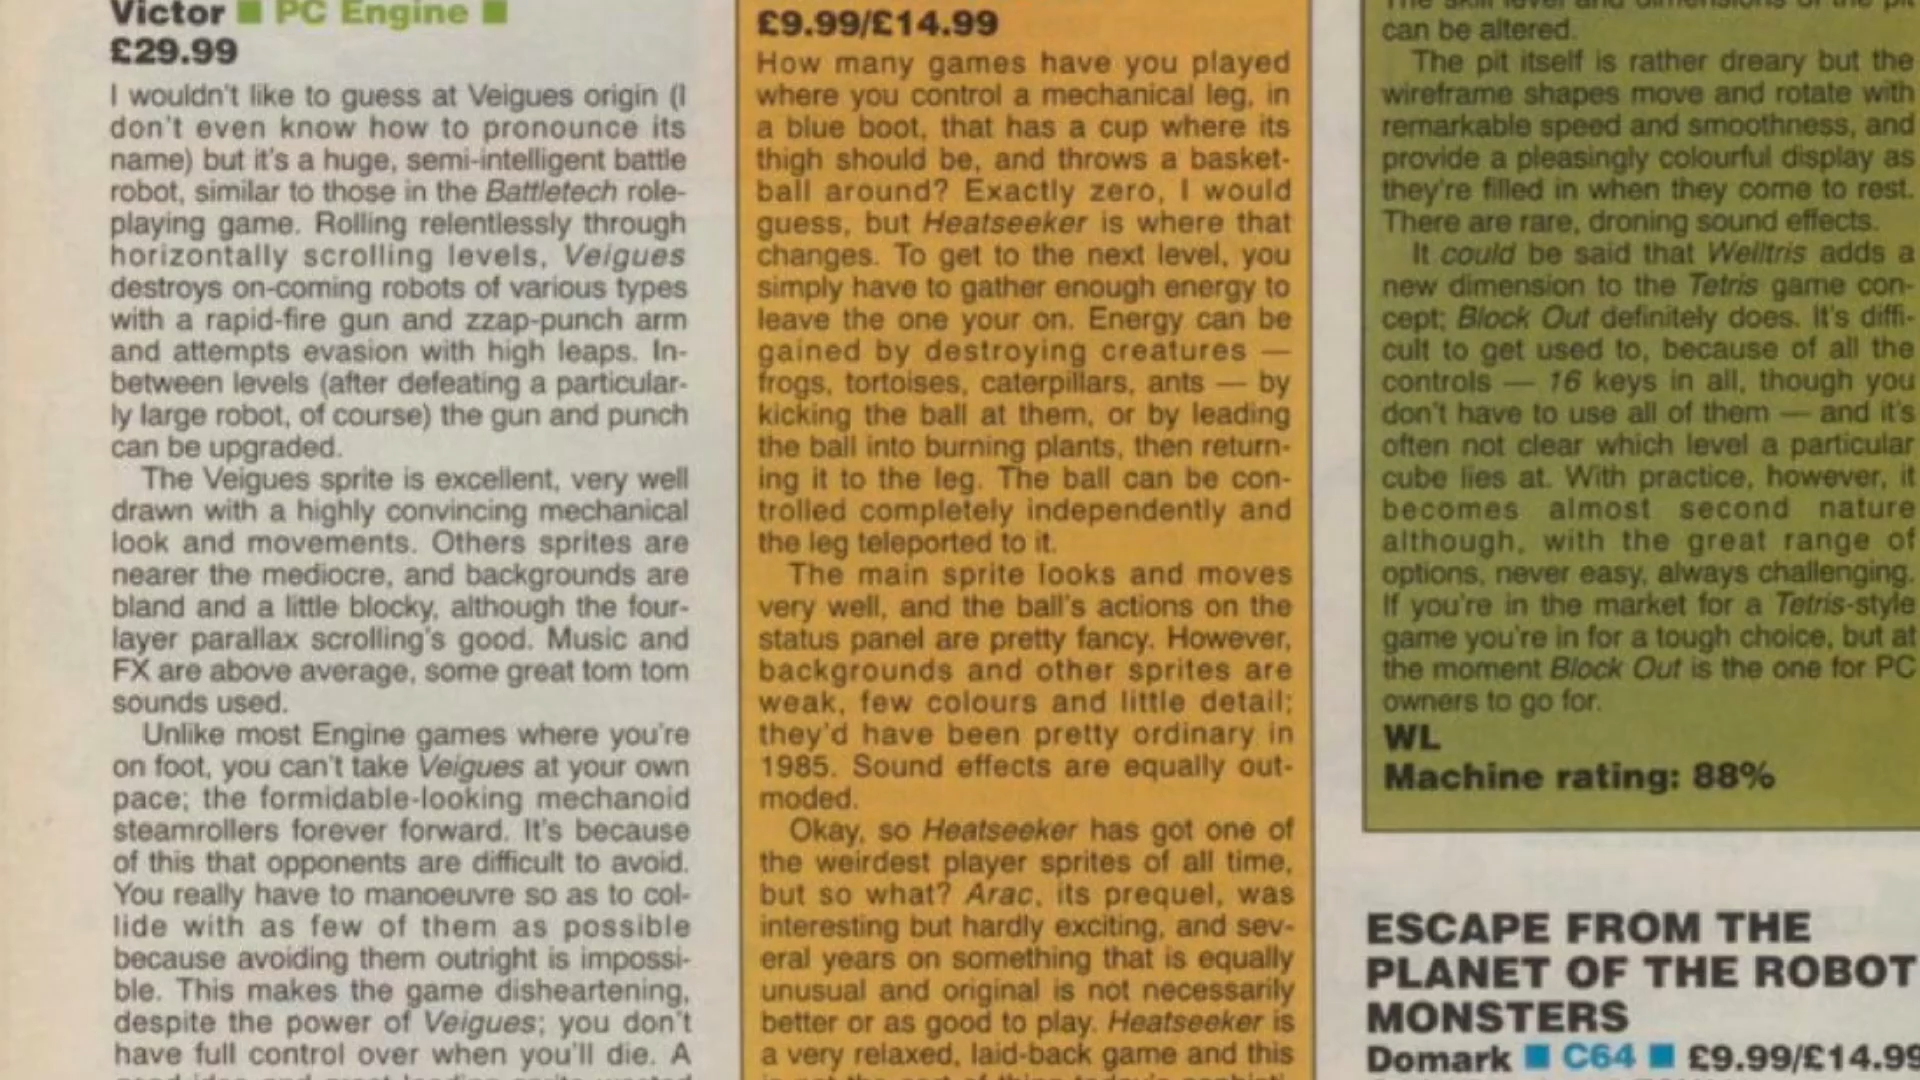 Victor ■ PC Engine ■
£29.99
I wouldn't like to guess at Veigues origin (I
don't even know how to pronounce its
name) but it's a huge, semi-intelligent battle
robot, similar to those in the Battletech role-
playing game. Rolling relentlessly through
horizontally scrolling levels, Veigues
destroys on-coming robots of various types
with a rapid-fire gun and zzap-punch arm
and attempts evasion with high leaps. In-
between levels (after defeating a particular-
ly large robot, of course) the gun and punch
can be upgraded.
The Veigues sprite is excellent, very well
drawn with a highly convincing mechanical
look and movements. Others sprites are
nearer the mediocre, and backgrounds are
bland and a little blocky, although the four-
layer parallax scrolling's good. Music and
FX are above average, some great tom tom
sounds used.
Unlike most Engine games where you're
on foot, you can't take Veigues at your own
pace; the formidable-looking mechanoid
steamrollers forever forward. It's because
of this that opponents are difficult to avoid.
You really have to manoeuvre so as to col-
lide with as few of them as possible
because avoiding them outright is impossi-
ble. This makes the game disheartening,
despite the power of Veigues; you don't
have full control over when you'll die. A
£9.99/£14.99
How many games have you played
where you control a mechanical leg, in
a blue boot, that has a cup where its
thigh should be, and throws a basket-
ball around? Exactly zero, I would
guess, but Heatseeker is where that
changes. To get to the next level, you
simply have to gather enough energy to
leave the one your on. Energy can be
gained by destroying creatures —
frogs, tortoises, caterpillars, ants — by
kicking the ball at them, or by leading
the ball into burning plants, then return-
ing it to the leg. The ball can be con-
trolled completely independently and
the leg teleported to it.
The main sprite looks and moves
very well, and the ball's actions on the
status panel are pretty fancy. However,
backgrounds and other sprites are
weak, few colours and little detail;
they'd have been pretty ordinary in
1985. Sound effects are equally out-
moded.
Okay, so Heatseeker has got one of
the weirdest player sprites of all time,
but so what? Arac, its prequel, was
interesting but hardly exciting, and sev-
eral years on something that is equally
unusual and original is not necessarily
better or as good to play. Heatseeker is
a very relaxed, laid-back game and this
The skill level and dimensions of the pit
can be altered.
The pit itself is rather dreary but the
wireframe shapes move and rotate with
remarkable speed and smoothness, and
provide a pleasingly colourful display as
they're filled in when they come to rest.
There are rare, droning sound effects.
It could be said that Welltris adds a
new dimension to the Tetris game con-
cept; Block Out definitely does. It's diffi-
cult to get used to, because of all the
controls — 16 keys in all, though you
don't have to use all of them — and it's
often not clear which level a particular
cube lies at. With practice, however, it
becomes almost second nature
although, with the great range of
options, never easy, always challenging.
If you're in the market for a Tetris-style
game you're in for a tough choice, but at
the moment Block Out is the one for PC
owners to go for.
WL
Machine rating: 88%
ESCAPE FROM THE
PLANET OF THE ROBOT
MONSTERS
Domark ■ C64 ■ £9.99/£14.99